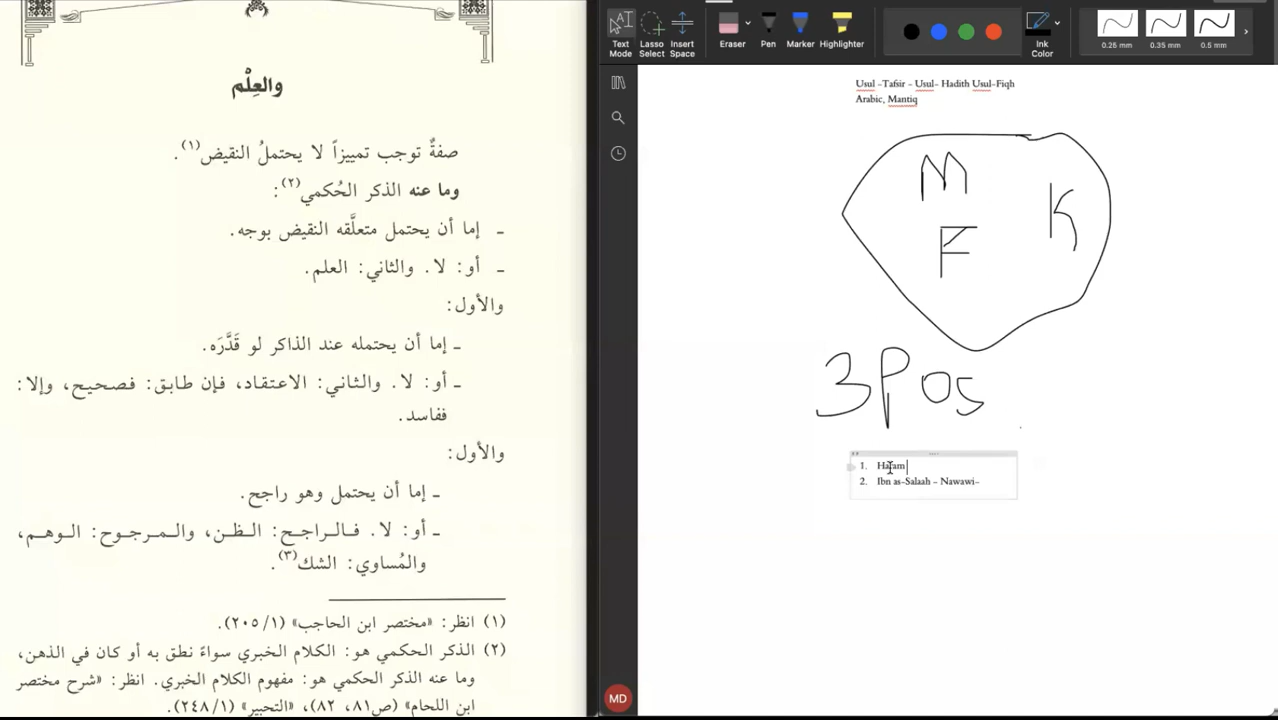 والعِلْم
صفةٌ توجب تمييزاً لا يحتملُ النقيض(١).
وما عنه الذكر الحُكمي(٢):
ـ إما أن يحتمل متعلَّقه النقيض بوجه.
ـ أو: لا. والثاني: العلم.
والأول:
ـ إما أن يحتمله عند الذاكر لو قَدَّرَه.
ـ أو: لا. والثاني: الاعتقاد، فإن طابق: فصحيح، وإلا:
ففاسد.
والأول:
ـ إما أن يحتمل وهو راجح.
ـ أو: لا. فالراجح: الظن، والمرجوح: الوهم،
والمُساوي: الشك(٣).
(١) انظر: «مختصر ابن الحاجب» (٢٠٥/١).
(٢) الذكر الحكمي هو: الكلام الخبري سواءً نطق به أو كان في الذهن،
وما عنه الذكر الحكمي هو: مفهوم الكلام الخبري. انظر: «شرح مختصر
ابن اللحام» (ص٨١، ٨٢)، «التحبير» (٢٤٨/١).
Text Mode
Lasso Select
Insert Space
Eraser
Pen
Marker
Highlighter
Ink Color
0.25 mm
0.35 mm
0.5 mm
Usul -Tafsir - Usul- Hadith Usul-Fiqh
Arabic, Mantiq
M
K
F
3 Pos
1. Haram
2. Ibn as-Salaah - Nawawi-
MD